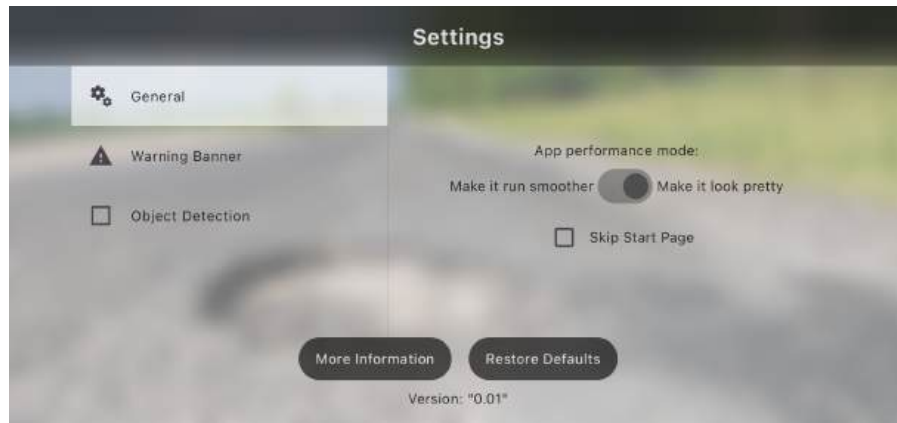 Settings
General
Warning Banner
Object Detection
App performance mode:
Make it run smoother Make it look pretty
Skip Start Page
More Information Restore Defaults
Version: "0.01"